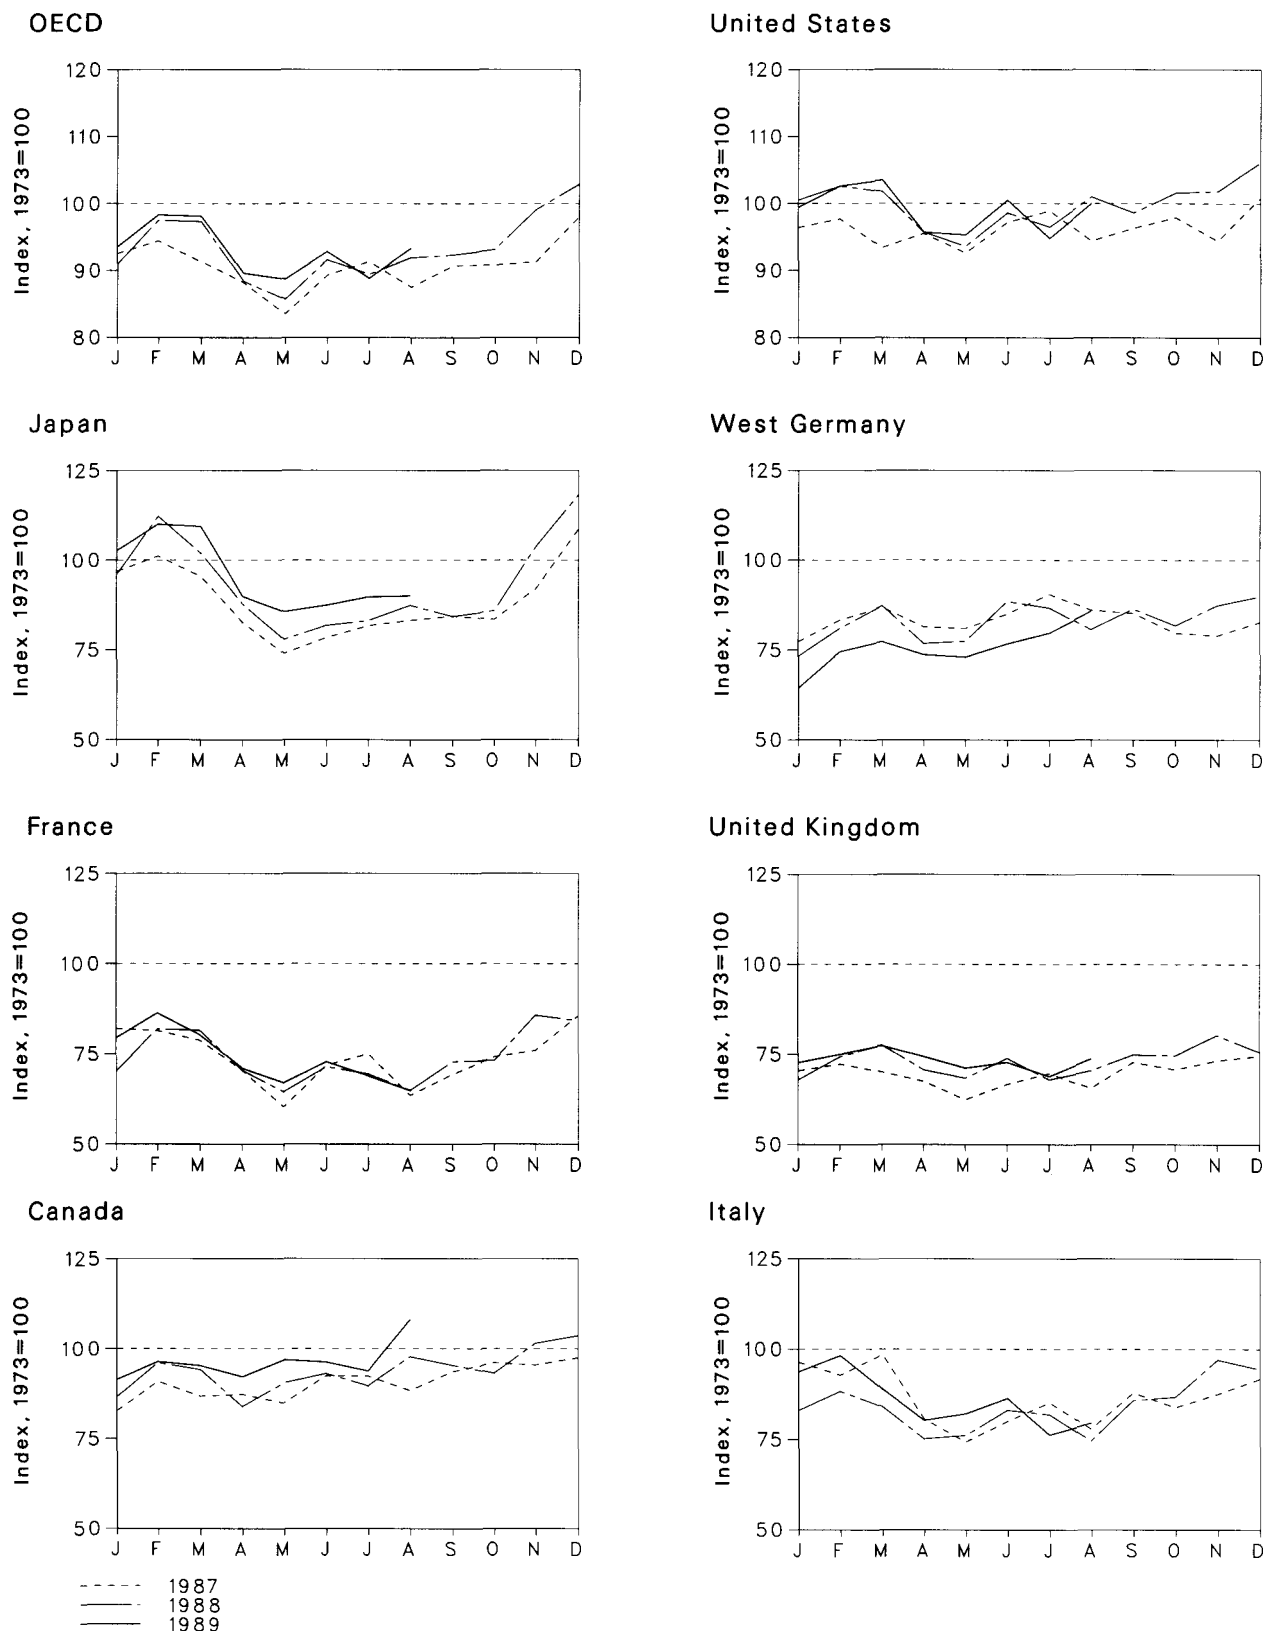 OECD
120
110
100
90
80
Index, 1973=100
J F M A M J J A S O N D
United States
120
110
100
90
80
Index, 1973=100
J F M A M J J A S O N D
Japan
125
100
75
50
Index, 1973=100
J F M A M J J A S O N D
West Germany
125
100
75
50
Index, 1973=100
J F M A M J J A S O N D
France
125
100
75
50
Index, 1973=100
J F M A M J J A S O N D
United Kingdom
125
100
75
50
Index, 1973=100
J F M A M J J A S O N D
Canada
125
100
75
50
Index, 1973=100
J F M A M J J A S O N D
Italy
125
100
75
50
Index, 1973=100
J F M A M J J A S O N D
1987
1988
1989